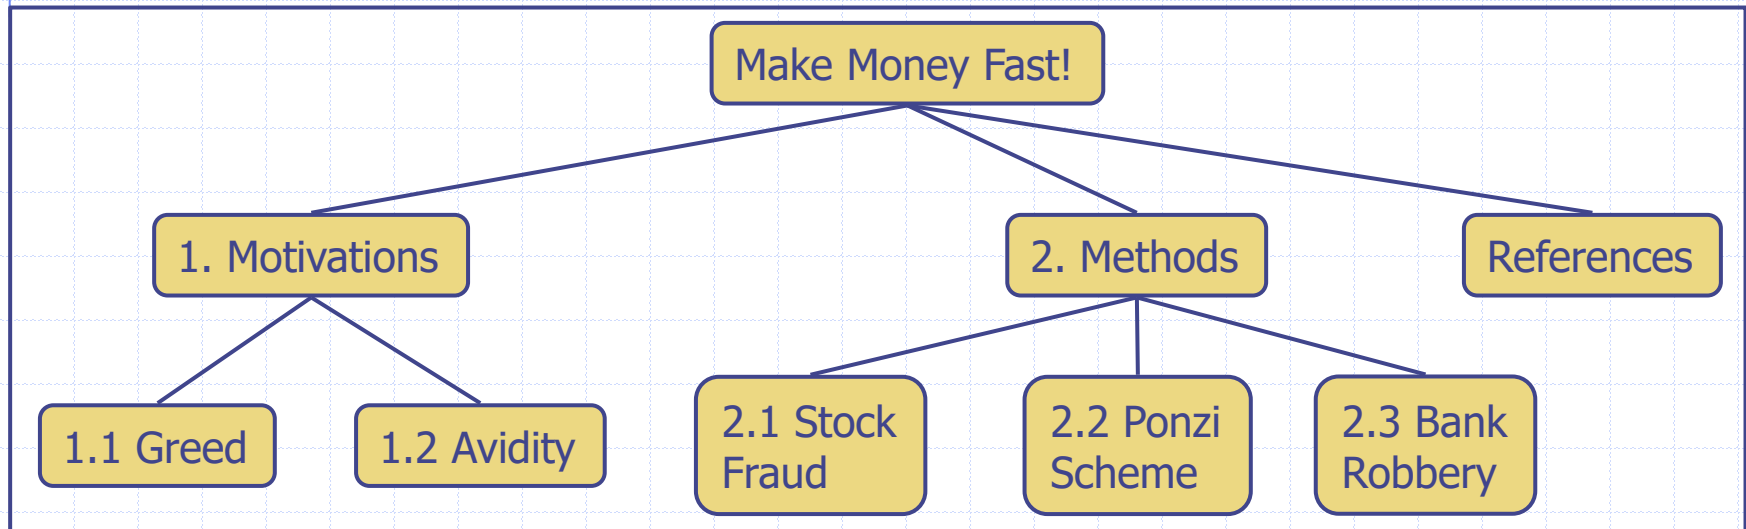 Make Money Fast!
1. Motivations
2. Methods
References
1.1 Greed
1.2 Avidity
2.1 Stock
Fraud
2.2 Ponzi
Scheme
2.3 Bank
Robbery